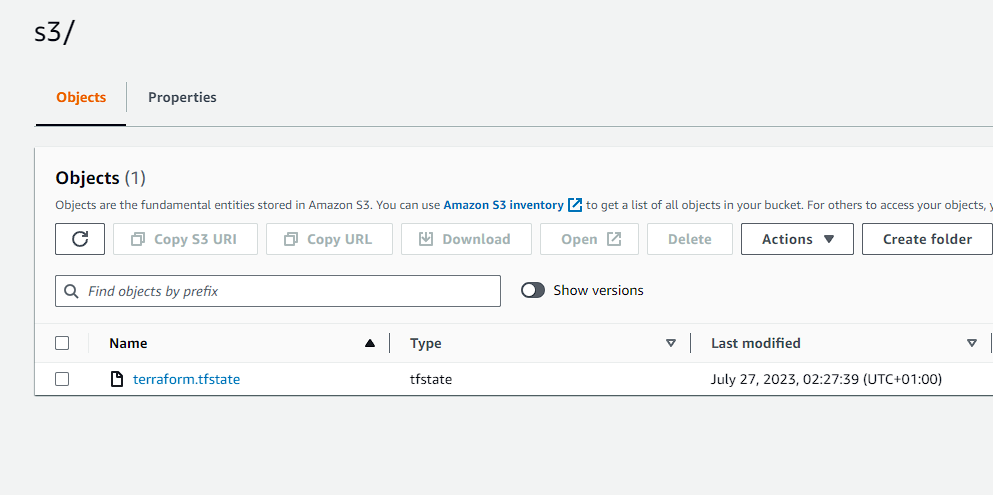 s3/
Objects
Properties
Objects (1)
Objects are the fundamental entities stored in Amazon S3. You can use Amazon S3 inventory to get a list of all objects in your bucket. For others to access your objects,
Copy S3 URI
Copy URL
Download
Open
Delete
Actions
Create folder
Find objects by prefix
Show versions
Name
Type
Last modified
terraform.tfstate
tfstate
July 27, 2023, 02:27:39 (UTC+01:00)